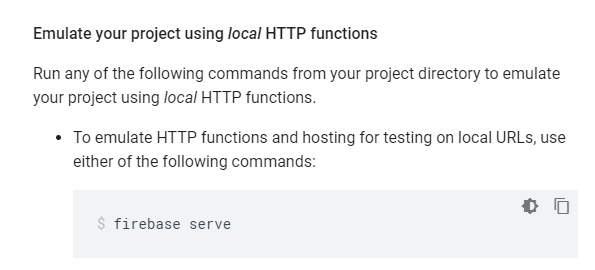 Emulate your project using local HTTP functions
Run any of the following commands from your project directory to emulate
your project using local HTTP functions.
• To emulate HTTP functions and hosting for testing on local URLs, use
either of the following commands:
$ firebase serve